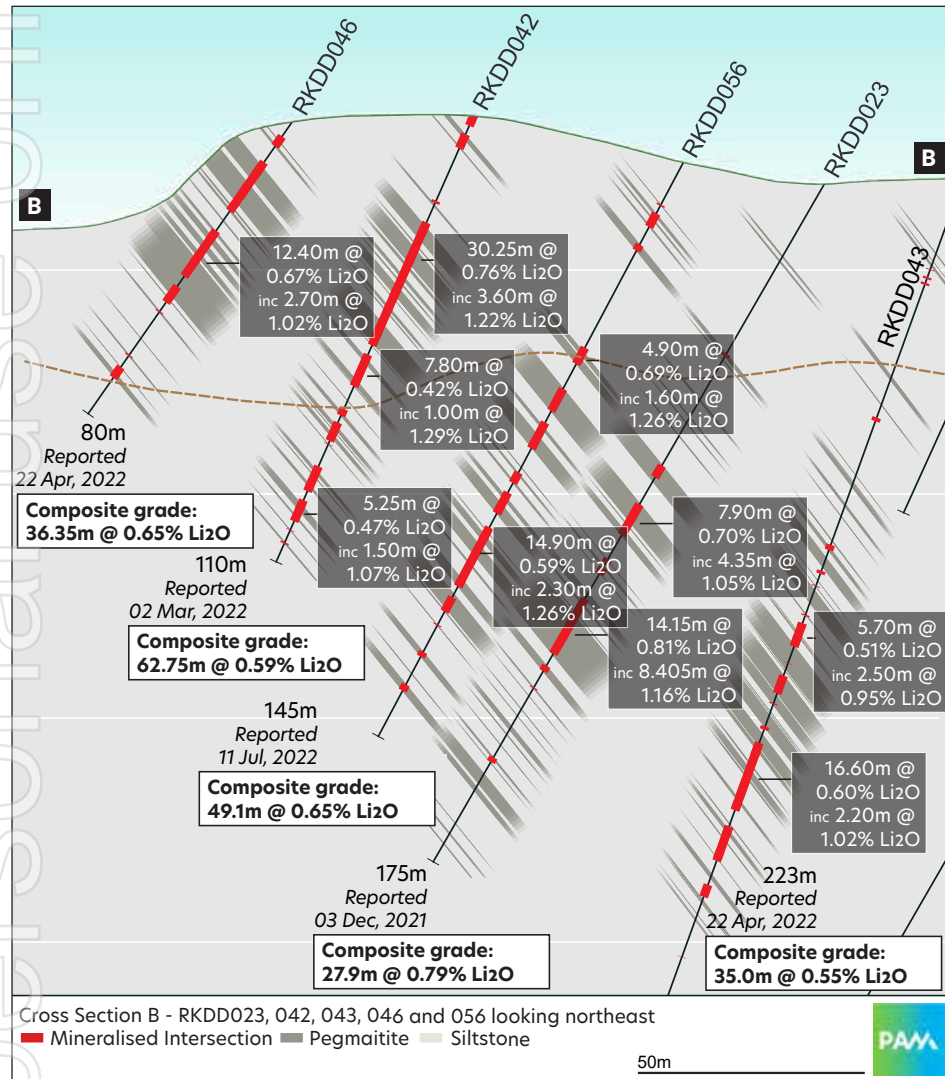 RKDD046
RKDD042
RKDD056
RKDD023
B
B
RKDD043
12.40m @
0.67% Li2O
inc 2.70m @
1.02% Li2O
30.25m @
0.76% Li2O
inc 3.60m @
1.22% Li2O
7.80m @
0.42% Li2O
inc 1.00m @
1.29% Li2O
4.90m @
0.69% Li2O
inc 1.60m @
1.26% Li2O
80m
Reported
22 Apr, 2022
Composite grade:
36.35m @ 0.65% Li2O
5.25m @
0.47% Li2O
inc 1.50m @
1.07% Li2O
14.90m @
0.59% Li2O
inc 2.30m @
1.26% Li2O
7.90m @
0.70% Li2O
inc 4.35m @
1.05% Li2O
110m
Reported
02 Mar, 2022
Composite grade:
62.75m @ 0.59% Li2O
14.15m @
0.81% Li2O
inc 8.405m @
1.16% Li2O
5.70m @
0.51% Li2O
inc 2.50m @
0.95% Li2O
145m
Reported
11 Jul, 2022
Composite grade:
49.1m @ 0.65% Li2O
16.60m @
0.60% Li2O
inc 2.20m @
1.02% Li2O
175m
Reported
03 Dec, 2021
Composite grade:
27.9m @ 0.79% Li2O
223m
Reported
22 Apr, 2022
Composite grade:
35.0m @ 0.55% Li2O
Cross Section B - RKDD023, 042, 043, 046 and 056 looking northeast
Mineralised Intersection Pegmaitite Siltstone
50m
PAM